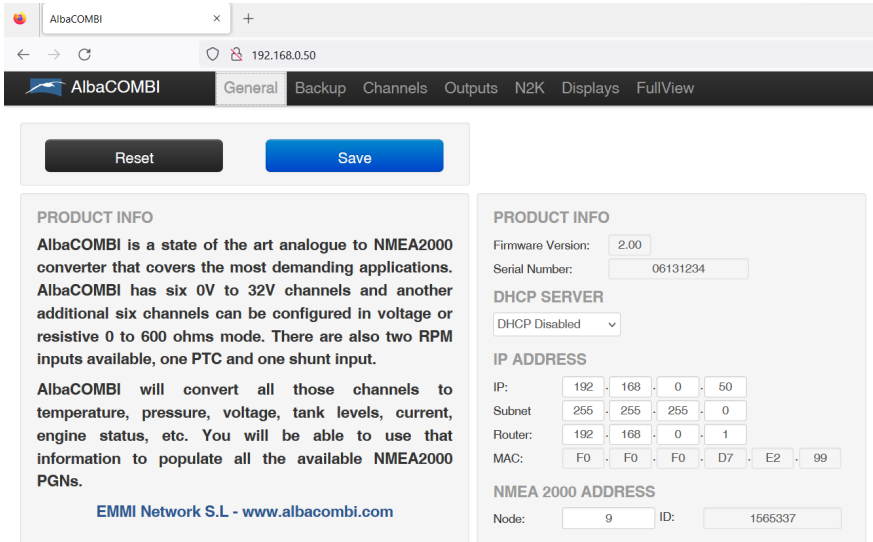 AlbaCOMBI
192.168.0.50
AlbaCOMBI General Backup Channels Outputs N2K Displays FullView
Reset Save
PRODUCT INFO
AlbaCOMBI is a state of the art analogue to NMEA2000
converter that covers the most demanding applications.
AlbaCOMBI has six 0V to 32V channels and another
additional six channels can be configured in voltage or
resistive 0 to 600 ohms mode. There are also two RPM
inputs available, one PTC and one shunt input.
AlbaCOMBI will convert all those channels to
temperature, pressure, voltage, tank levels, current,
engine status, etc. You will be able to use that
information to populate all the available NMEA2000
PGNs.
EMMI Network S.L - www.albacombi.com
PRODUCT INFO
Firmware Version: 2.00
Serial Number: 06131234
DHCP SERVER
DHCP Disabled
IP ADDRESS
IP: 192 . 168 . 0 . 50
Subnet 255 . 255 . 255 . 0
Router: 192 . 168 . 0 . 1
MAC: F0 . F0 . F0 . D7 . E2 . 99
NMEA 2000 ADDRESS
Node: 9 ID: 1565337